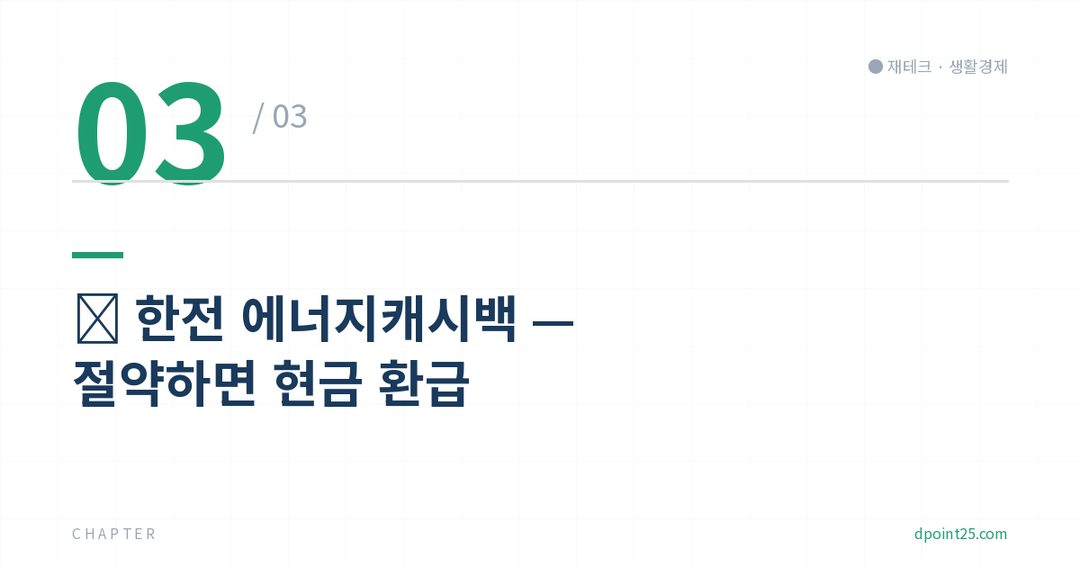 03 / 03
● 재테크 · 생활경제
한전 에너지캐시백 —
절약하면 현금 환급
CHAPTER
dpoint25.com